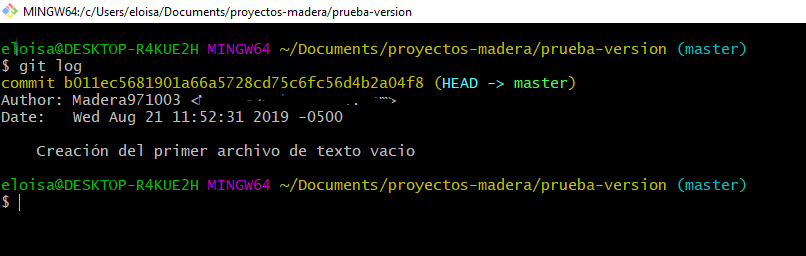 MINGW64:/c/Users/eloisa/Documents/proyectos-madera/prueba-version
eloisa@DESKTOP-R4KUE2H MINGW64 ~/Documents/proyectos-madera/prueba-version (master)
$ git log
commit b011ec5681901a66a5728cd75c6fc56d4b2a04f8 (HEAD -> master)
Author: Madera971003 <
Date:   Wed Aug 21 11:52:31 2019 -0500
Creación del primer archivo de texto vacio
eloisa@DESKTOP-R4KUE2H MINGW64 ~/Documents/proyectos-madera/prueba-version (master)
$